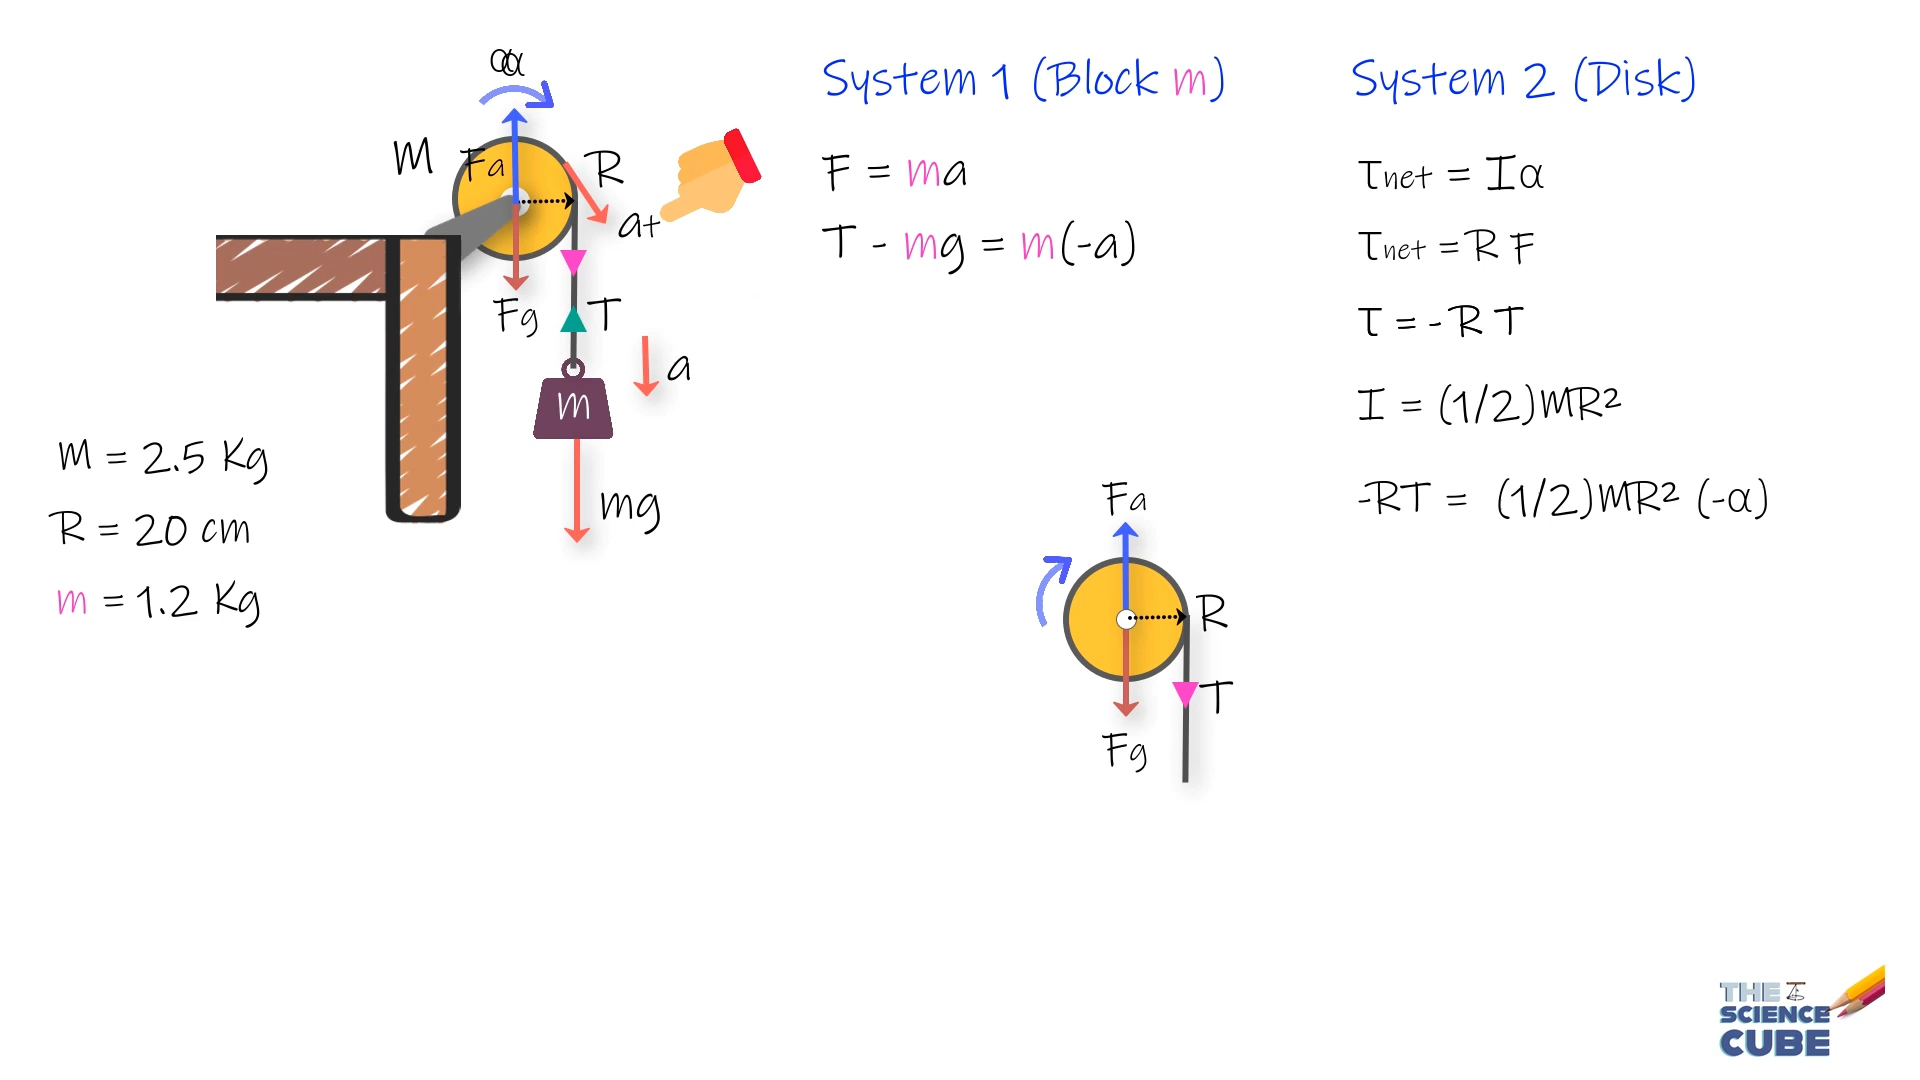 αα
M
Fa
R
at
Fg
T
a
m
mg
M = 2.5 Kg
R = 20 cm
m = 1.2 Kg
System 1 (Block m)
F = ma
T - mg = m(-a)
System 2 (Disk)
τnet = Iα
τnet = R F
τ = -R T
I = (1/2)MR²
-RT = (1/2)MR² (-α)
Fa
R
T
Fg
THE
SCIENCE
CUBE